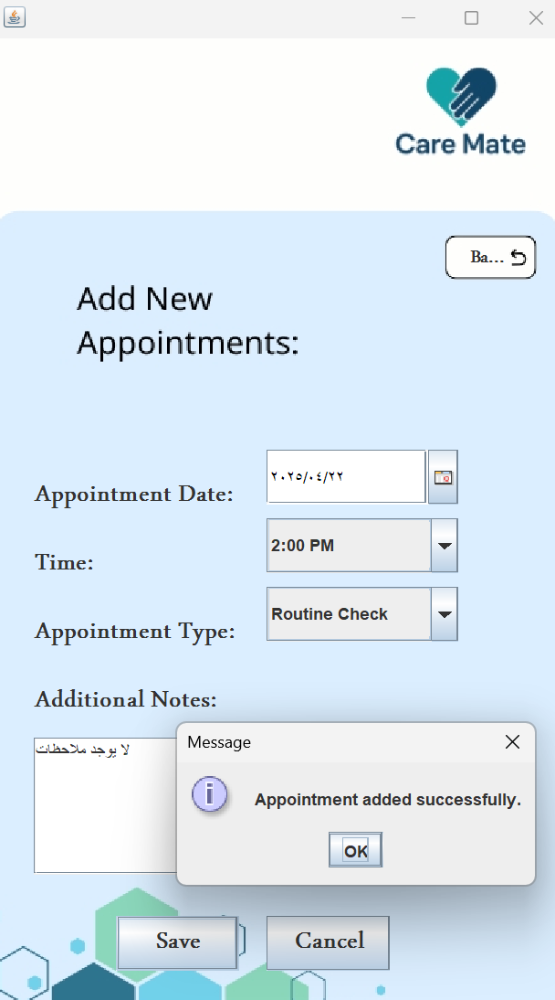 Care Mate
Ba...
Add New
Appointments:
Appointment Date:
٢٠٢٥/٠٤/٢٢
Time:
2:00 PM
Appointment Type:
Routine Check
Additional Notes:
لا يوجد ملاحظات
Message
Appointment added successfully.
OK
Save
Cancel